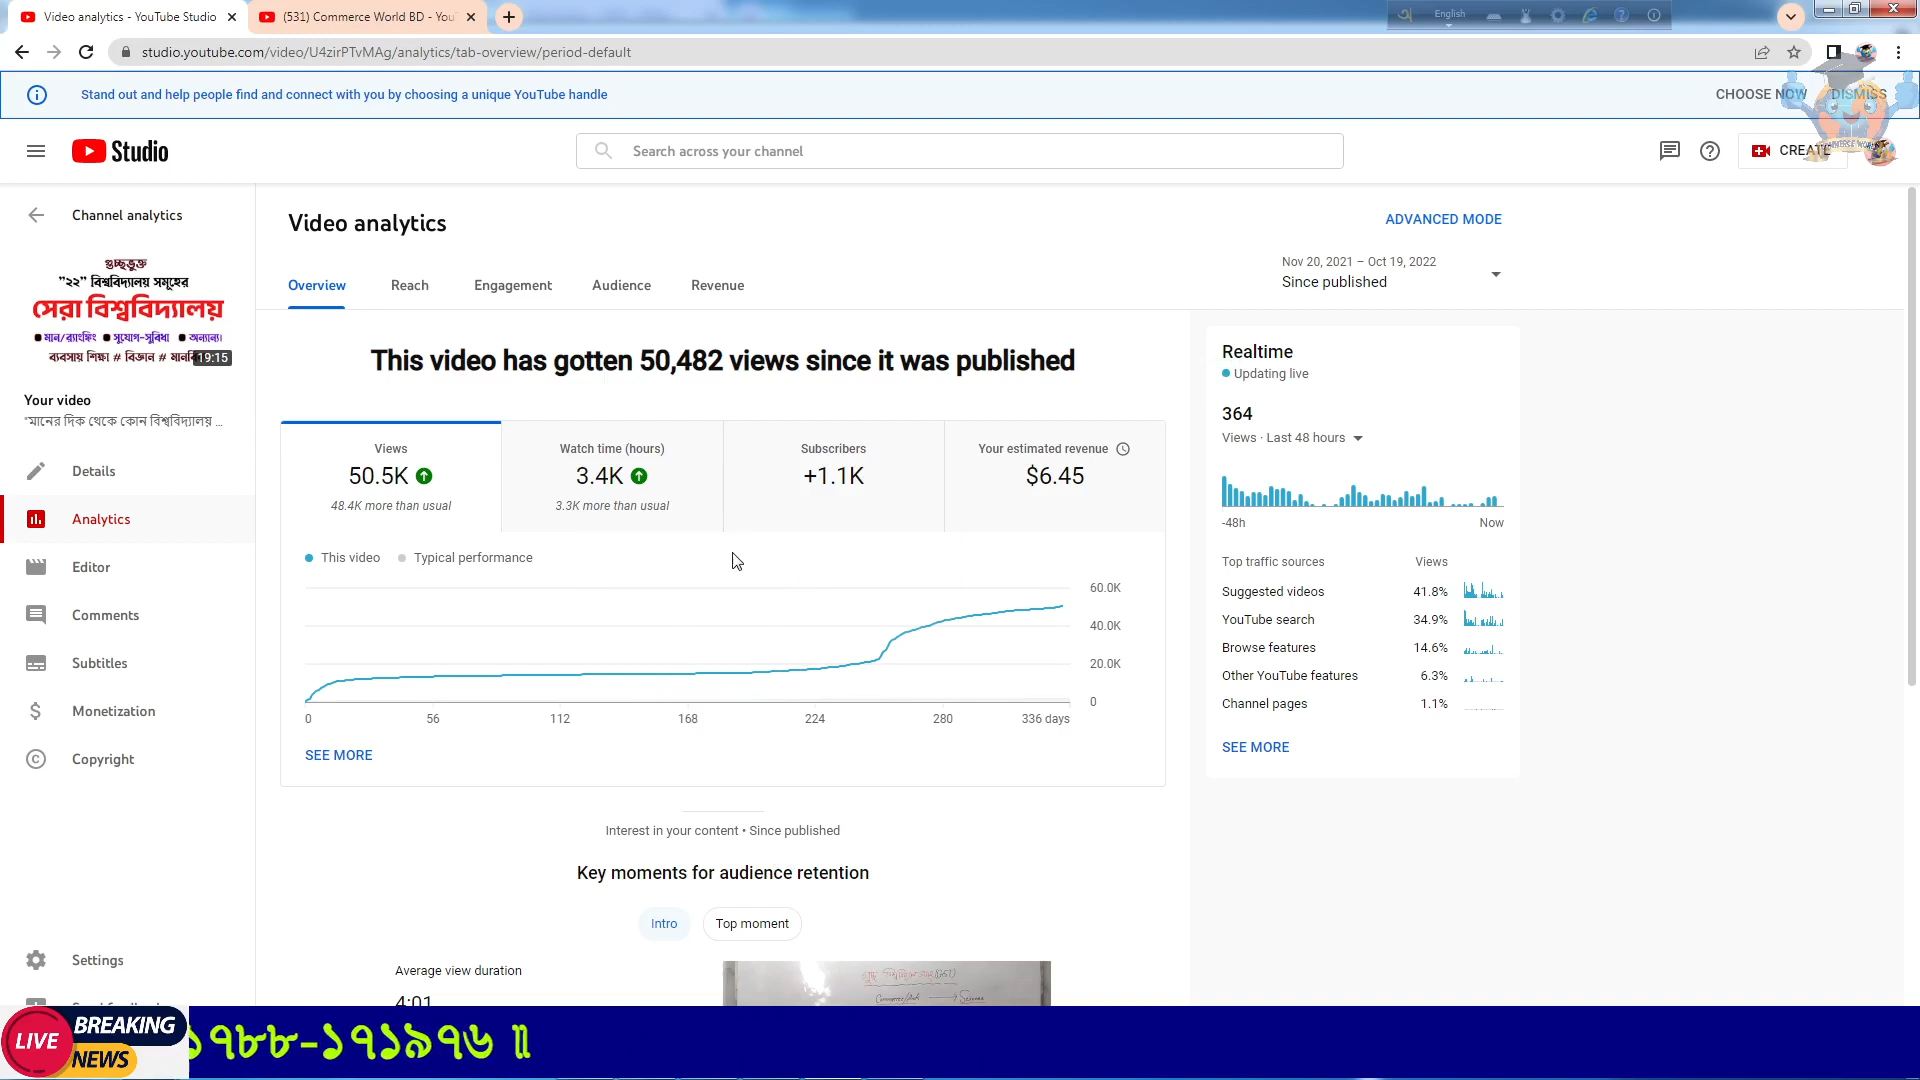 Video analytics - YouTube Studio
(531) Commerce World BD - You
English
studio.youtube.com/video/U4zirPTvMAg/analytics/tab-overview/period-default
Stand out and help people find and connect with you by choosing a unique YouTube handle
CHOOSE NOW
DISMISS
Studio
Search across your channel
CREATE
Channel analytics
Video analytics
ADVANCED MODE
Nov 20, 2021 – Oct 19, 2022
Since published
Overview
Reach
Engagement
Audience
Revenue
গুচ্ছভুক্ত
"২২" বিশ্ববিদ্যালয় সমূহের
সেরা বিশ্ববিদ্যালয়
●মান/র‍্যাংঙ্কিং ●সুযোগ-সুবিধা ●অন্যান্য।
ব্যবসায় শিক্ষা # বিজ্ঞান # মানবি
19:15
Your video
"মানের দিক থেকে কোন বিশ্ববিদ্যালয় ...
Details
Analytics
Editor
Comments
Subtitles
Monetization
Copyright
Settings
This video has gotten 50,482 views since it was published
Views
50.5K
48.4K more than usual
Watch time (hours)
3.4K
3.3K more than usual
Subscribers
+1.1K
Your estimated revenue
$6.45
This video
Typical performance
60.0K
40.0K
20.0K
0
0
56
112
168
224
280
336 days
SEE MORE
Interest in your content • Since published
Key moments for audience retention
Intro
Top moment
Average view duration
4:01
Realtime
Updating live
364
Views · Last 48 hours
-48h
Now
Top traffic sources
Views
Suggested videos
41.8%
YouTube search
34.9%
Browse features
14.6%
Other YouTube features
6.3%
Channel pages
1.1%
SEE MORE
LIVE
BREAKING
NEWS
১৭৮৮-১৭১৯৭৬ ॥